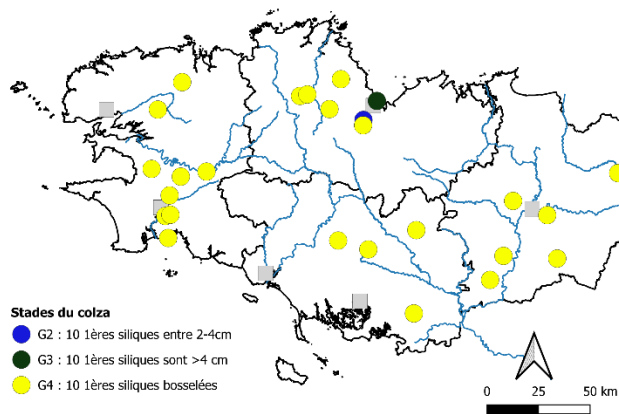 Stades du colza
G2 : 10 1ères siliques entre 2-4cm
G3 : 10 1ères siliques sont >4 cm
G4 : 10 1ères siliques bosselées
0 25 50 km